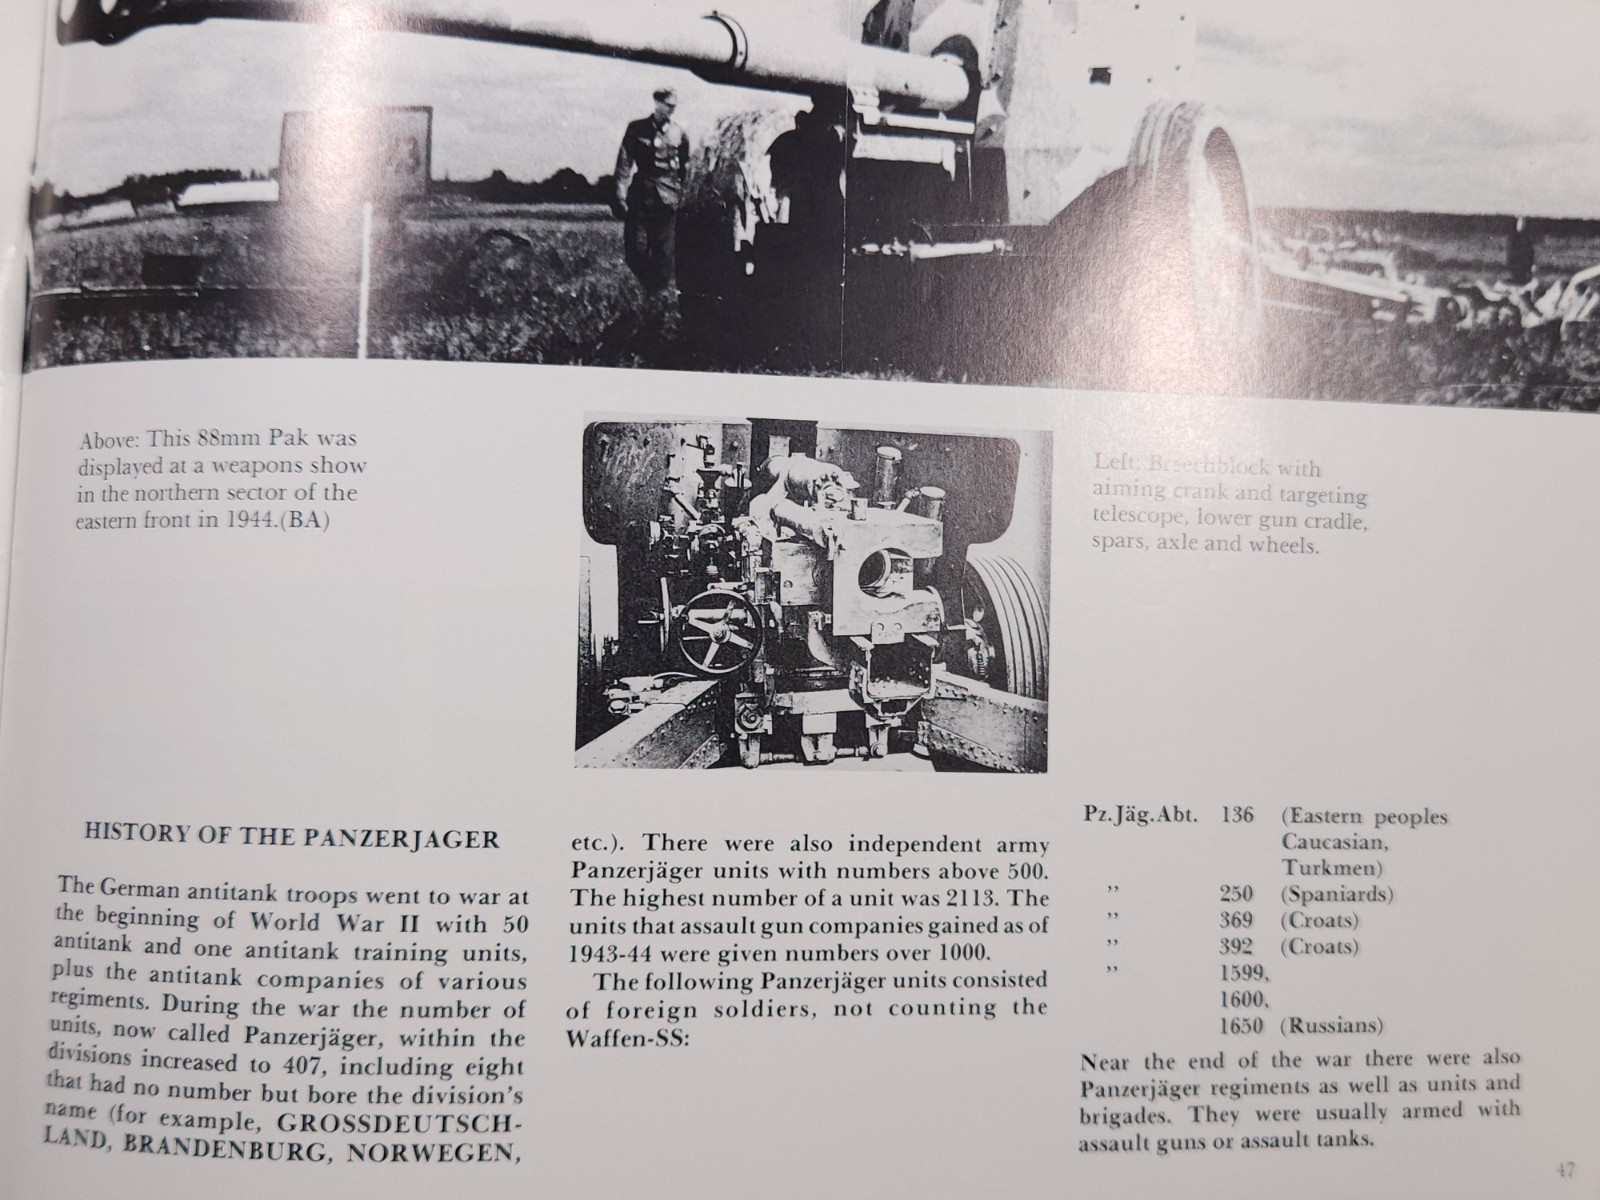 Above: This 88mm Pak was
displayed at a weapons show
in the northern sector of the
eastern front in 1944.(BA)
Left: Breechblock with
aiming crank and targeting
telescope, lower gun cradle,
spars, axle and wheels.
HISTORY OF THE PANZERJAGER
The German antitank troops went to war at
the beginning of World War II with 50
antitank and one antitank training units,
plus the antitank companies of various
regiments. During the war the number of
units, now called Panzerjäger, within the
divisions increased to 407, including eight
that had no number but bore the division's
name (for example, GROSSDEUTSCH-
LAND, BRANDENBURG, NORWEGEN,
etc.). There were also independent army
Panzerjäger units with numbers above 500.
The highest number of a unit was 2113. The
units that assault gun companies gained as of
1943-44 were given numbers over 1000.
The following Panzerjäger units consisted
of foreign soldiers, not counting the
Waffen-SS:
Pz.Jäg.Abt. 136 (Eastern peoples
Caucasian,
Turkmen)
" 250 (Spaniards)
" 369 (Croats)
" 392 (Croats)
" 1599,
1600,
1650 (Russians)
Near the end of the war there were also
Panzerjäger regiments as well as units and
brigades. They were usually armed with
assault guns or assault tanks.
47